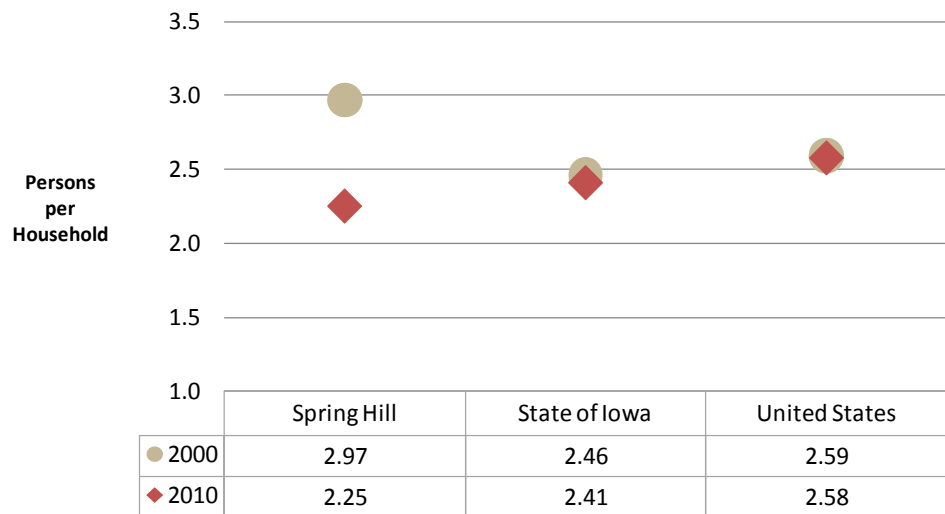 3.5
3.0
2.5
2.0
1.5
1.0
Persons
per
Household
Spring Hill State of Iowa United States
2000 2.97 2.46 2.59
2010 2.25 2.41 2.58